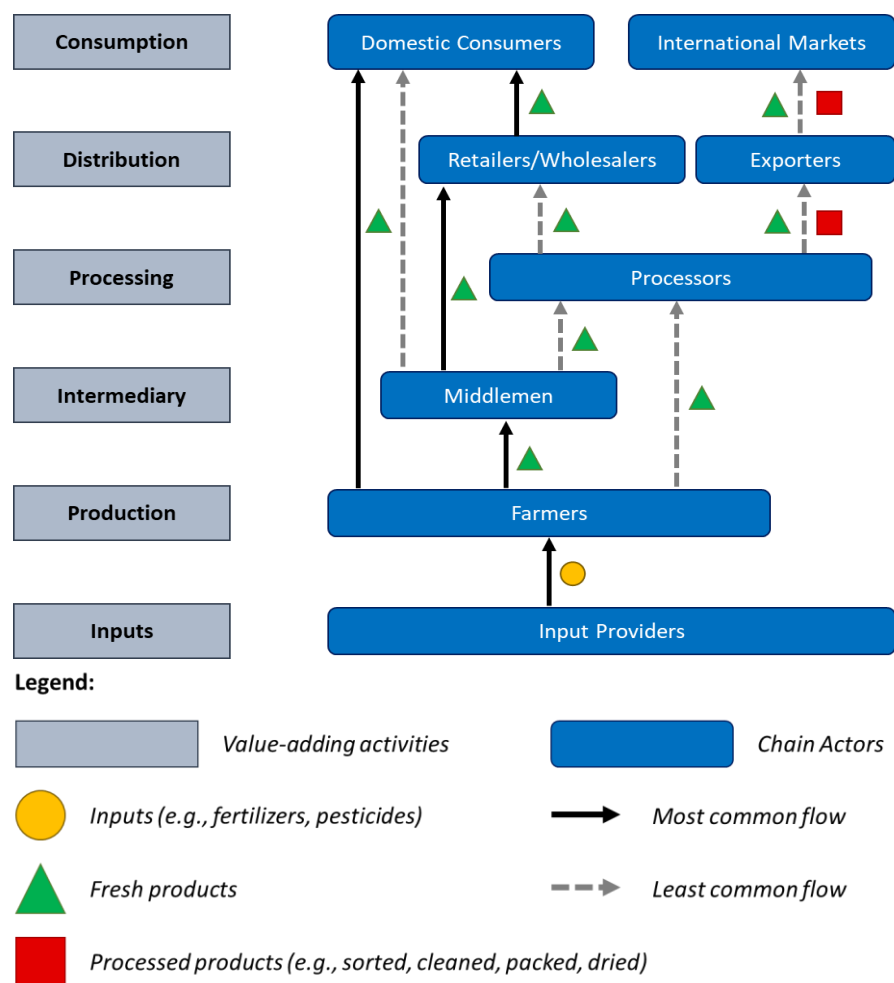 Consumption
Domestic Consumers
International Markets
Distribution
Retailers/Wholesalers
Exporters
Processing
Processors
Intermediary
Middlemen
Production
Farmers
Inputs
Input Providers
Legend:
Value-adding activities
Chain Actors
Inputs (e.g., fertilizers, pesticides)
Most common flow
Fresh products
Least common flow
Processed products (e.g., sorted, cleaned, packed, dried)